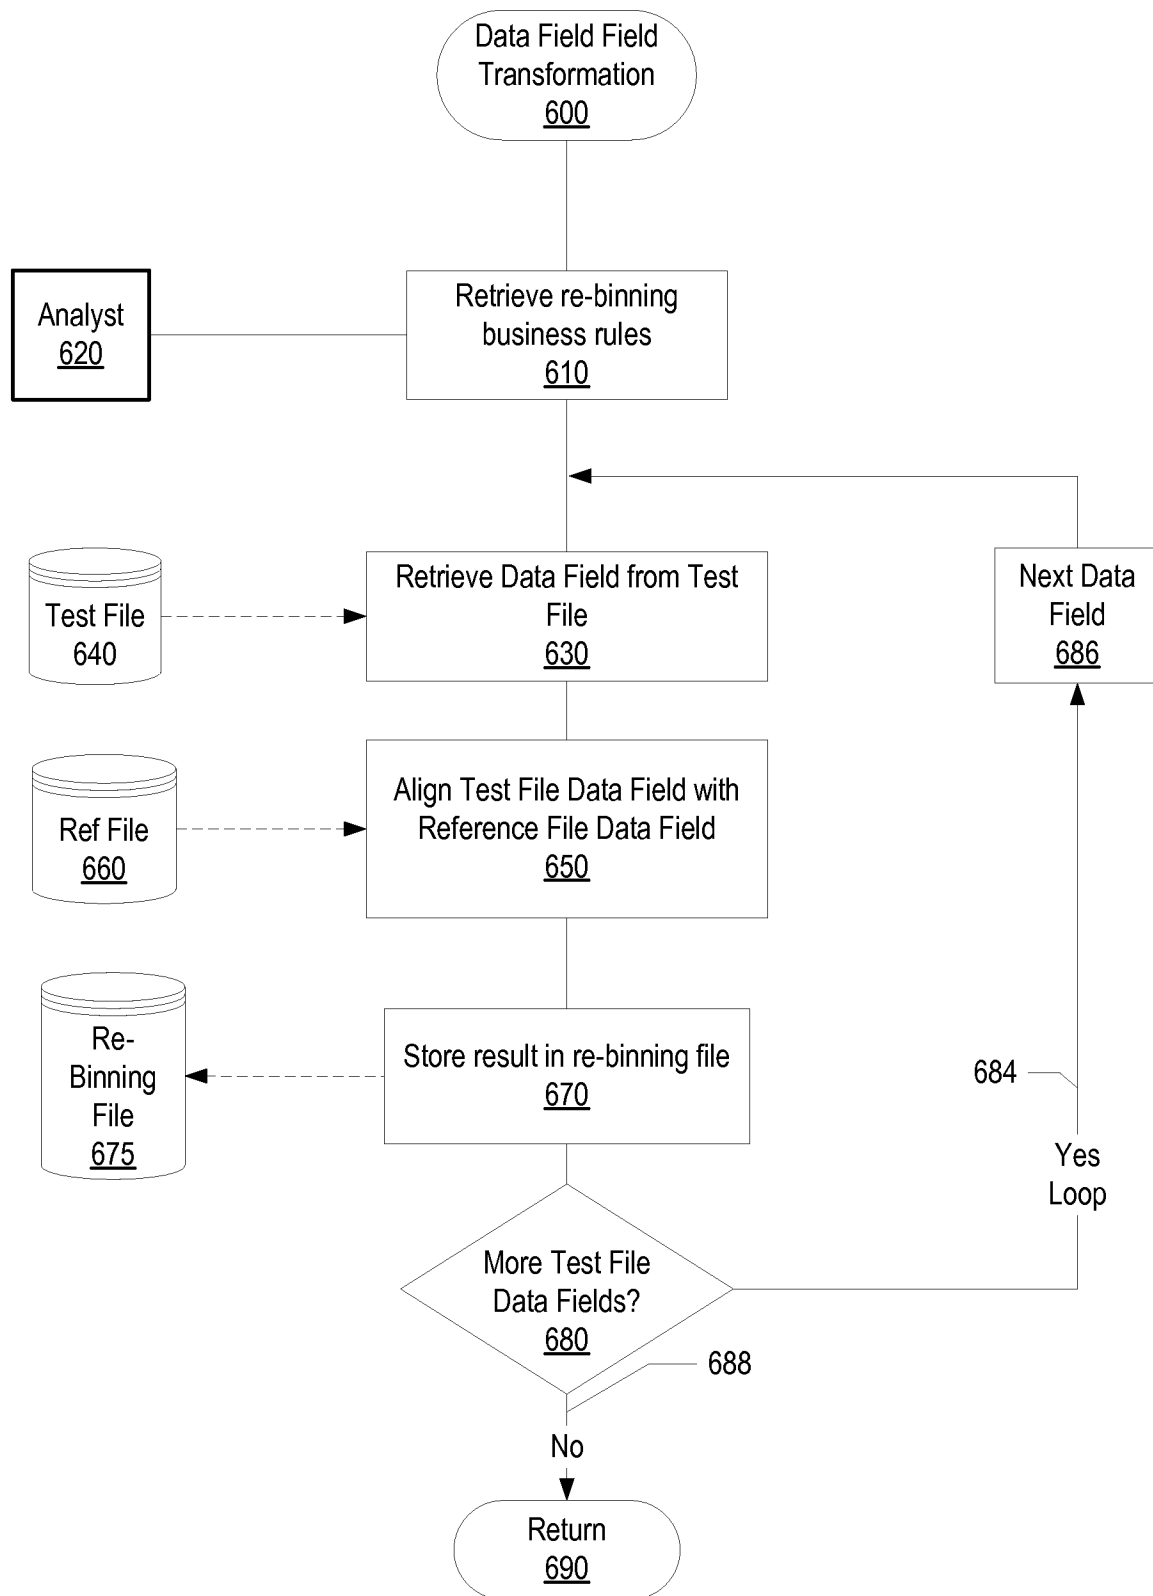 Data Field Field
Transformation
600
Retrieve re-binning
business rules
610
Analyst
620
Retrieve Data Field from Test
File
630
Test File
640
Next Data
Field
686
Align Test File Data Field with
Reference File Data Field
650
Ref File
660
Store result in re-binning file
670
Re-
Binning
File
675
684
Yes
Loop
More Test File
Data Fields?
680
688
No
Return
690